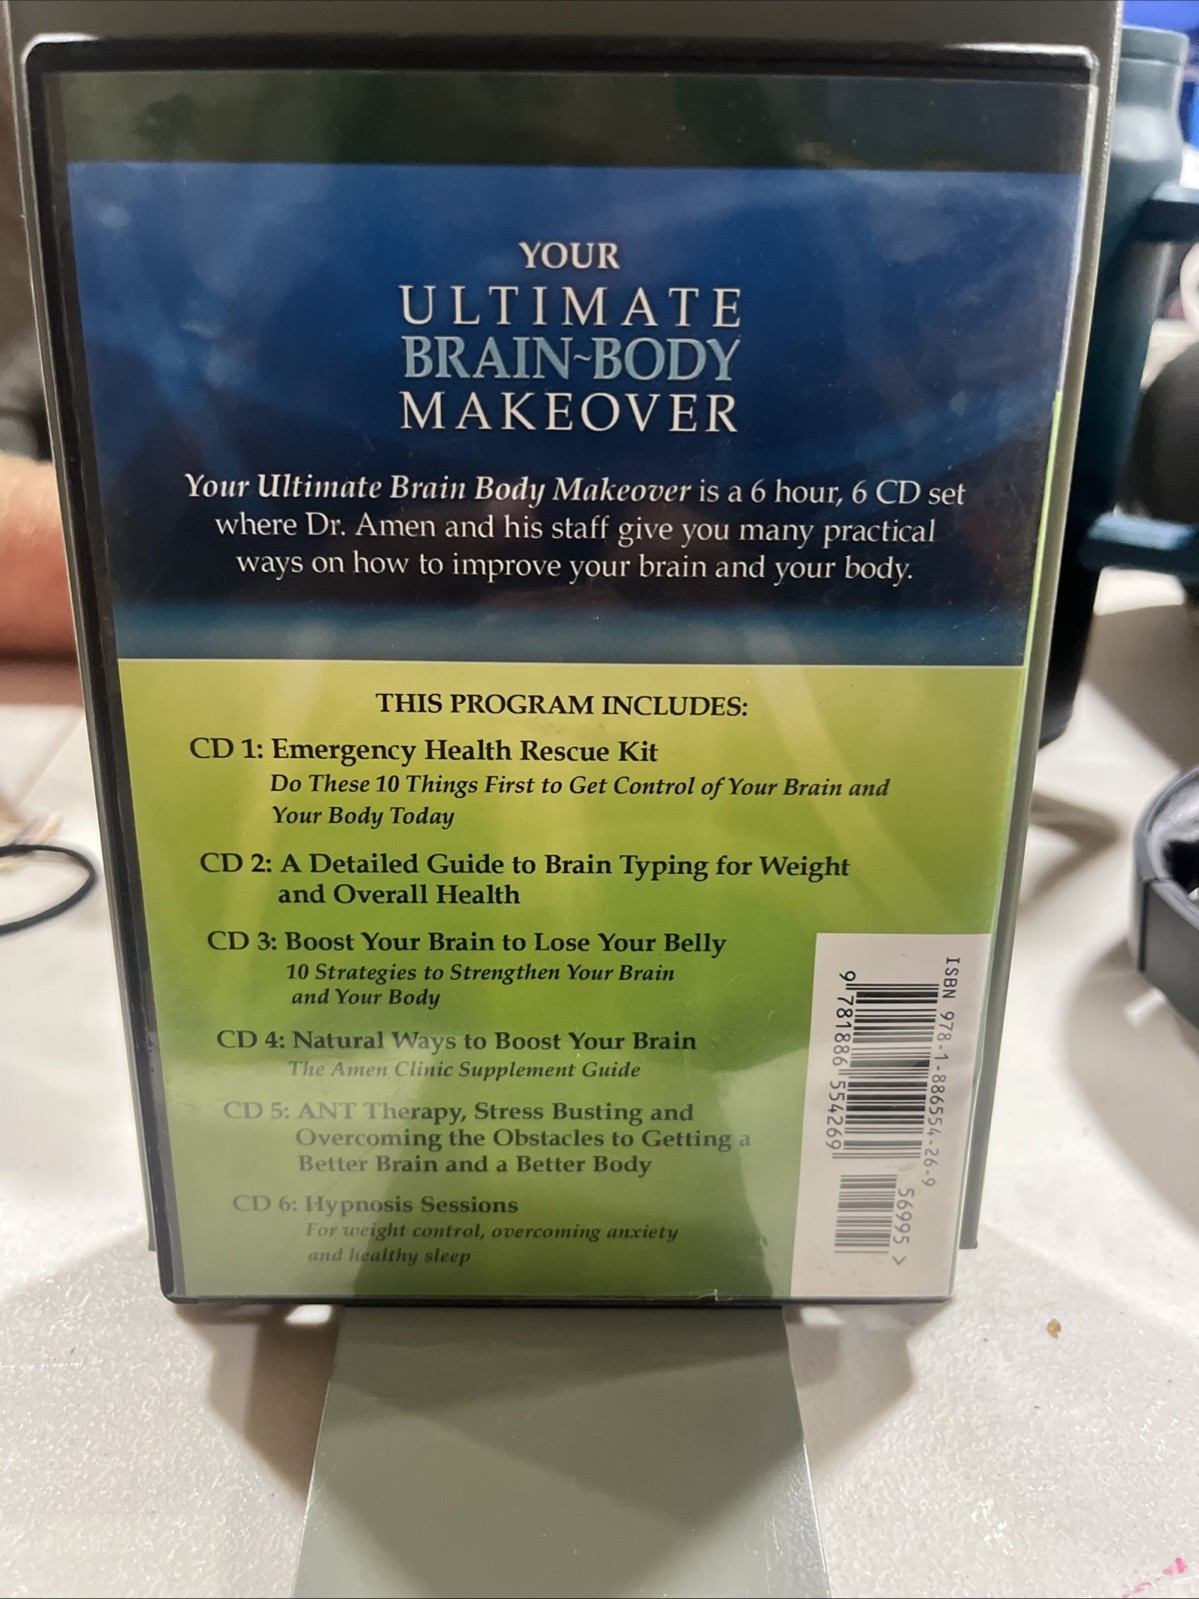 YOUR
ULTIMATE
BRAIN~BODY
MAKEOVER
Your Ultimate Brain Body Makeover is a 6 hour, 6 CD set
where Dr. Amen and his staff give you many practical
ways on how to improve your brain and your body.
THIS PROGRAM INCLUDES:
CD 1: Emergency Health Rescue Kit
Do These 10 Things First to Get Control of Your Brain and
Your Body Today
CD 2: A Detailed Guide to Brain Typing for Weight
and Overall Health
CD 3: Boost Your Brain to Lose Your Belly
10 Strategies to Strengthen Your Brain
and Your Body
CD 4: Natural Ways to Boost Your Brain
The Amen Clinic Supplement Guide
CD 5: ANT Therapy, Stress Busting and
Overcoming the Obstacles to Getting a
Better Brain and a Better Body
CD 6: Hypnosis Sessions
For weight control, overcoming anxiety
and healthy sleep
ISBN 978-1-886554-26-9
9 781886 554269
56995 >